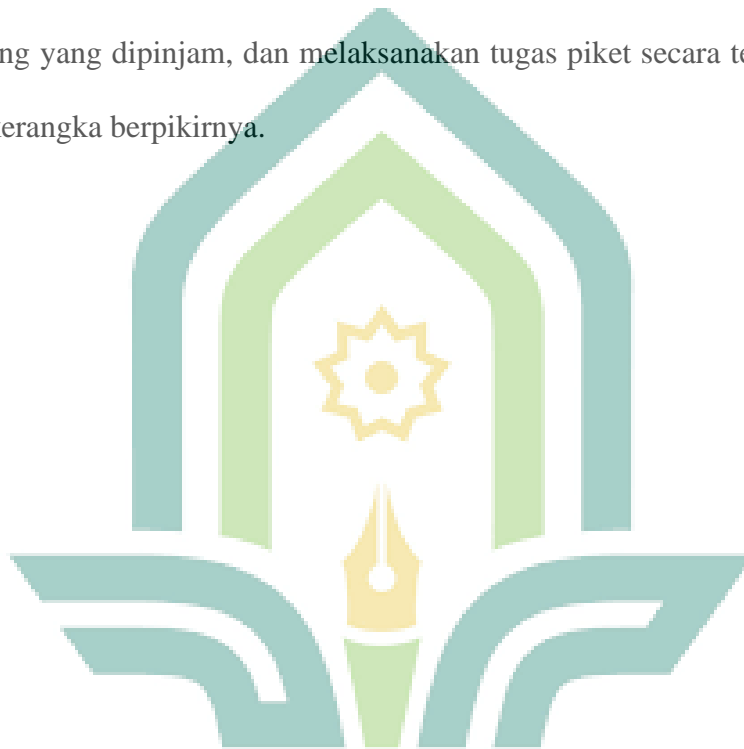 ng yang dipinjam, dan melaksanakan tugas piket secara te
kerangka berpikirnya.